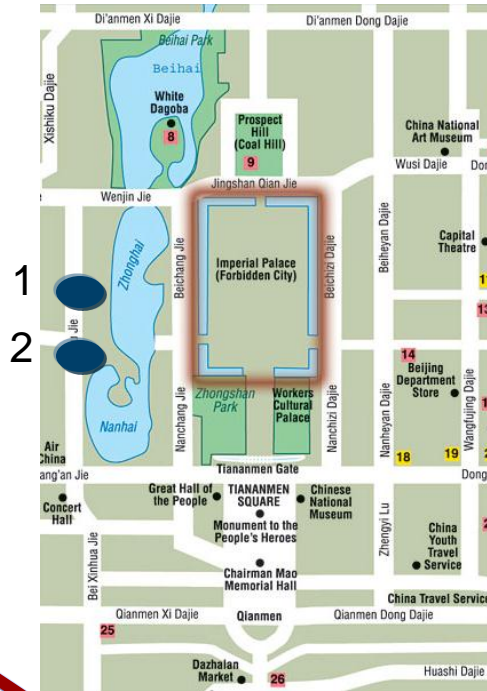 Di'anmen Xi Dajie
Di'anmen Dong Dajie
Beihai Park
Beihai
Xishiku Dajie
White
Dagoba
8
Prospect
Hill
(Coal Hill)
9
China National
Art Museum
Wusi Dajie
Wenjin Jie
Jingshan Qian Jie
Zhonghai
Beichang Jie
Imperial Palace
(Forbidden City)
Beichizi Dajie
Beiheyan Dajie
Capital
Theatre
1
Jie
2
14
Beijing
Department
Store
Wangfujing Dajie
Nanhai
Nanchang Jie
Zhongshan
Park
Workers
Cultural
Palace
Nanchizi Dajie
Nanheyan Dajie
18
19
Air
China
Tiananmen Gate
ang'an Jie
Dong
Concert
Hall
Great Hall of
the People
TIANANMEN
SQUARE
Chinese
National
Museum
Monument to the
People's Heroes
Zhengyi Lu
China
Youth
Travel
Service
Bei Xinhua Jie
Chairman Mao
Memorial Hall
China Travel Service
Qianmen Xi Dajie
Qianmen
Qianmen Dong Dajie
25
Dazhalan
Market
26
Huashi Dajie